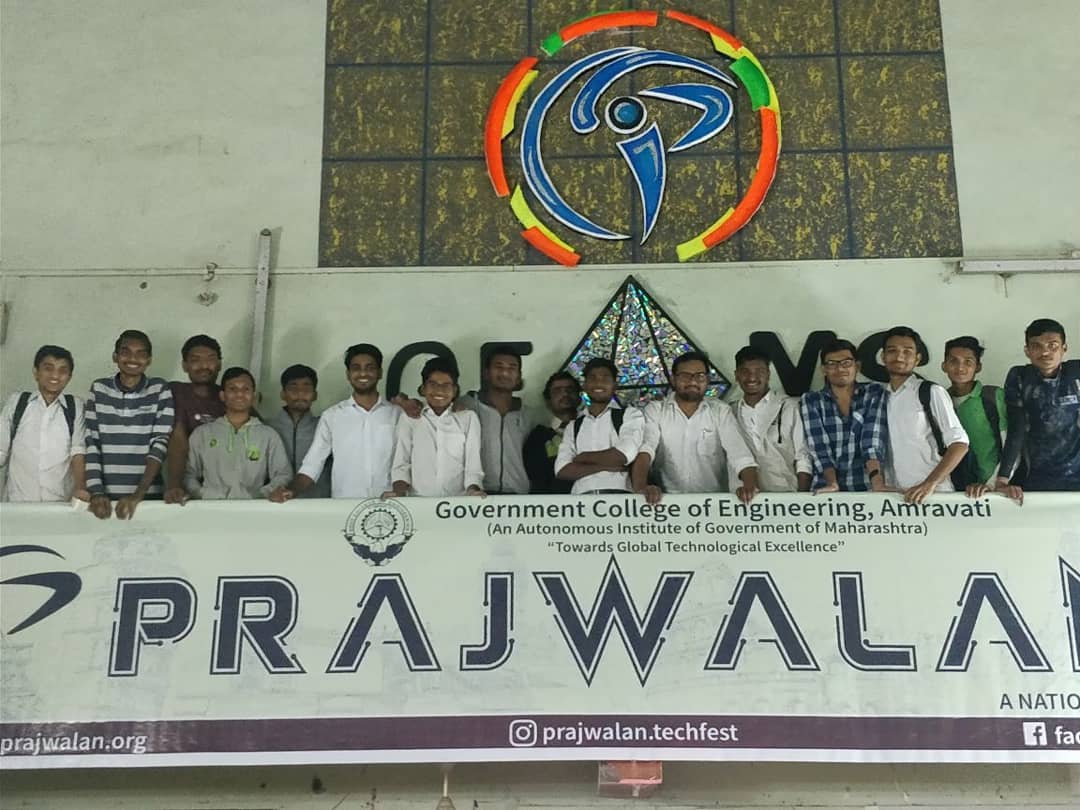 Government College of Engineering, Amravati
(An Autonomous Institute of Government of Maharashtra)
"Towards Global Technological Excellence"
PRAJWALAN
A NATIO
prajwalan.org
prajwalan.techfest
fac